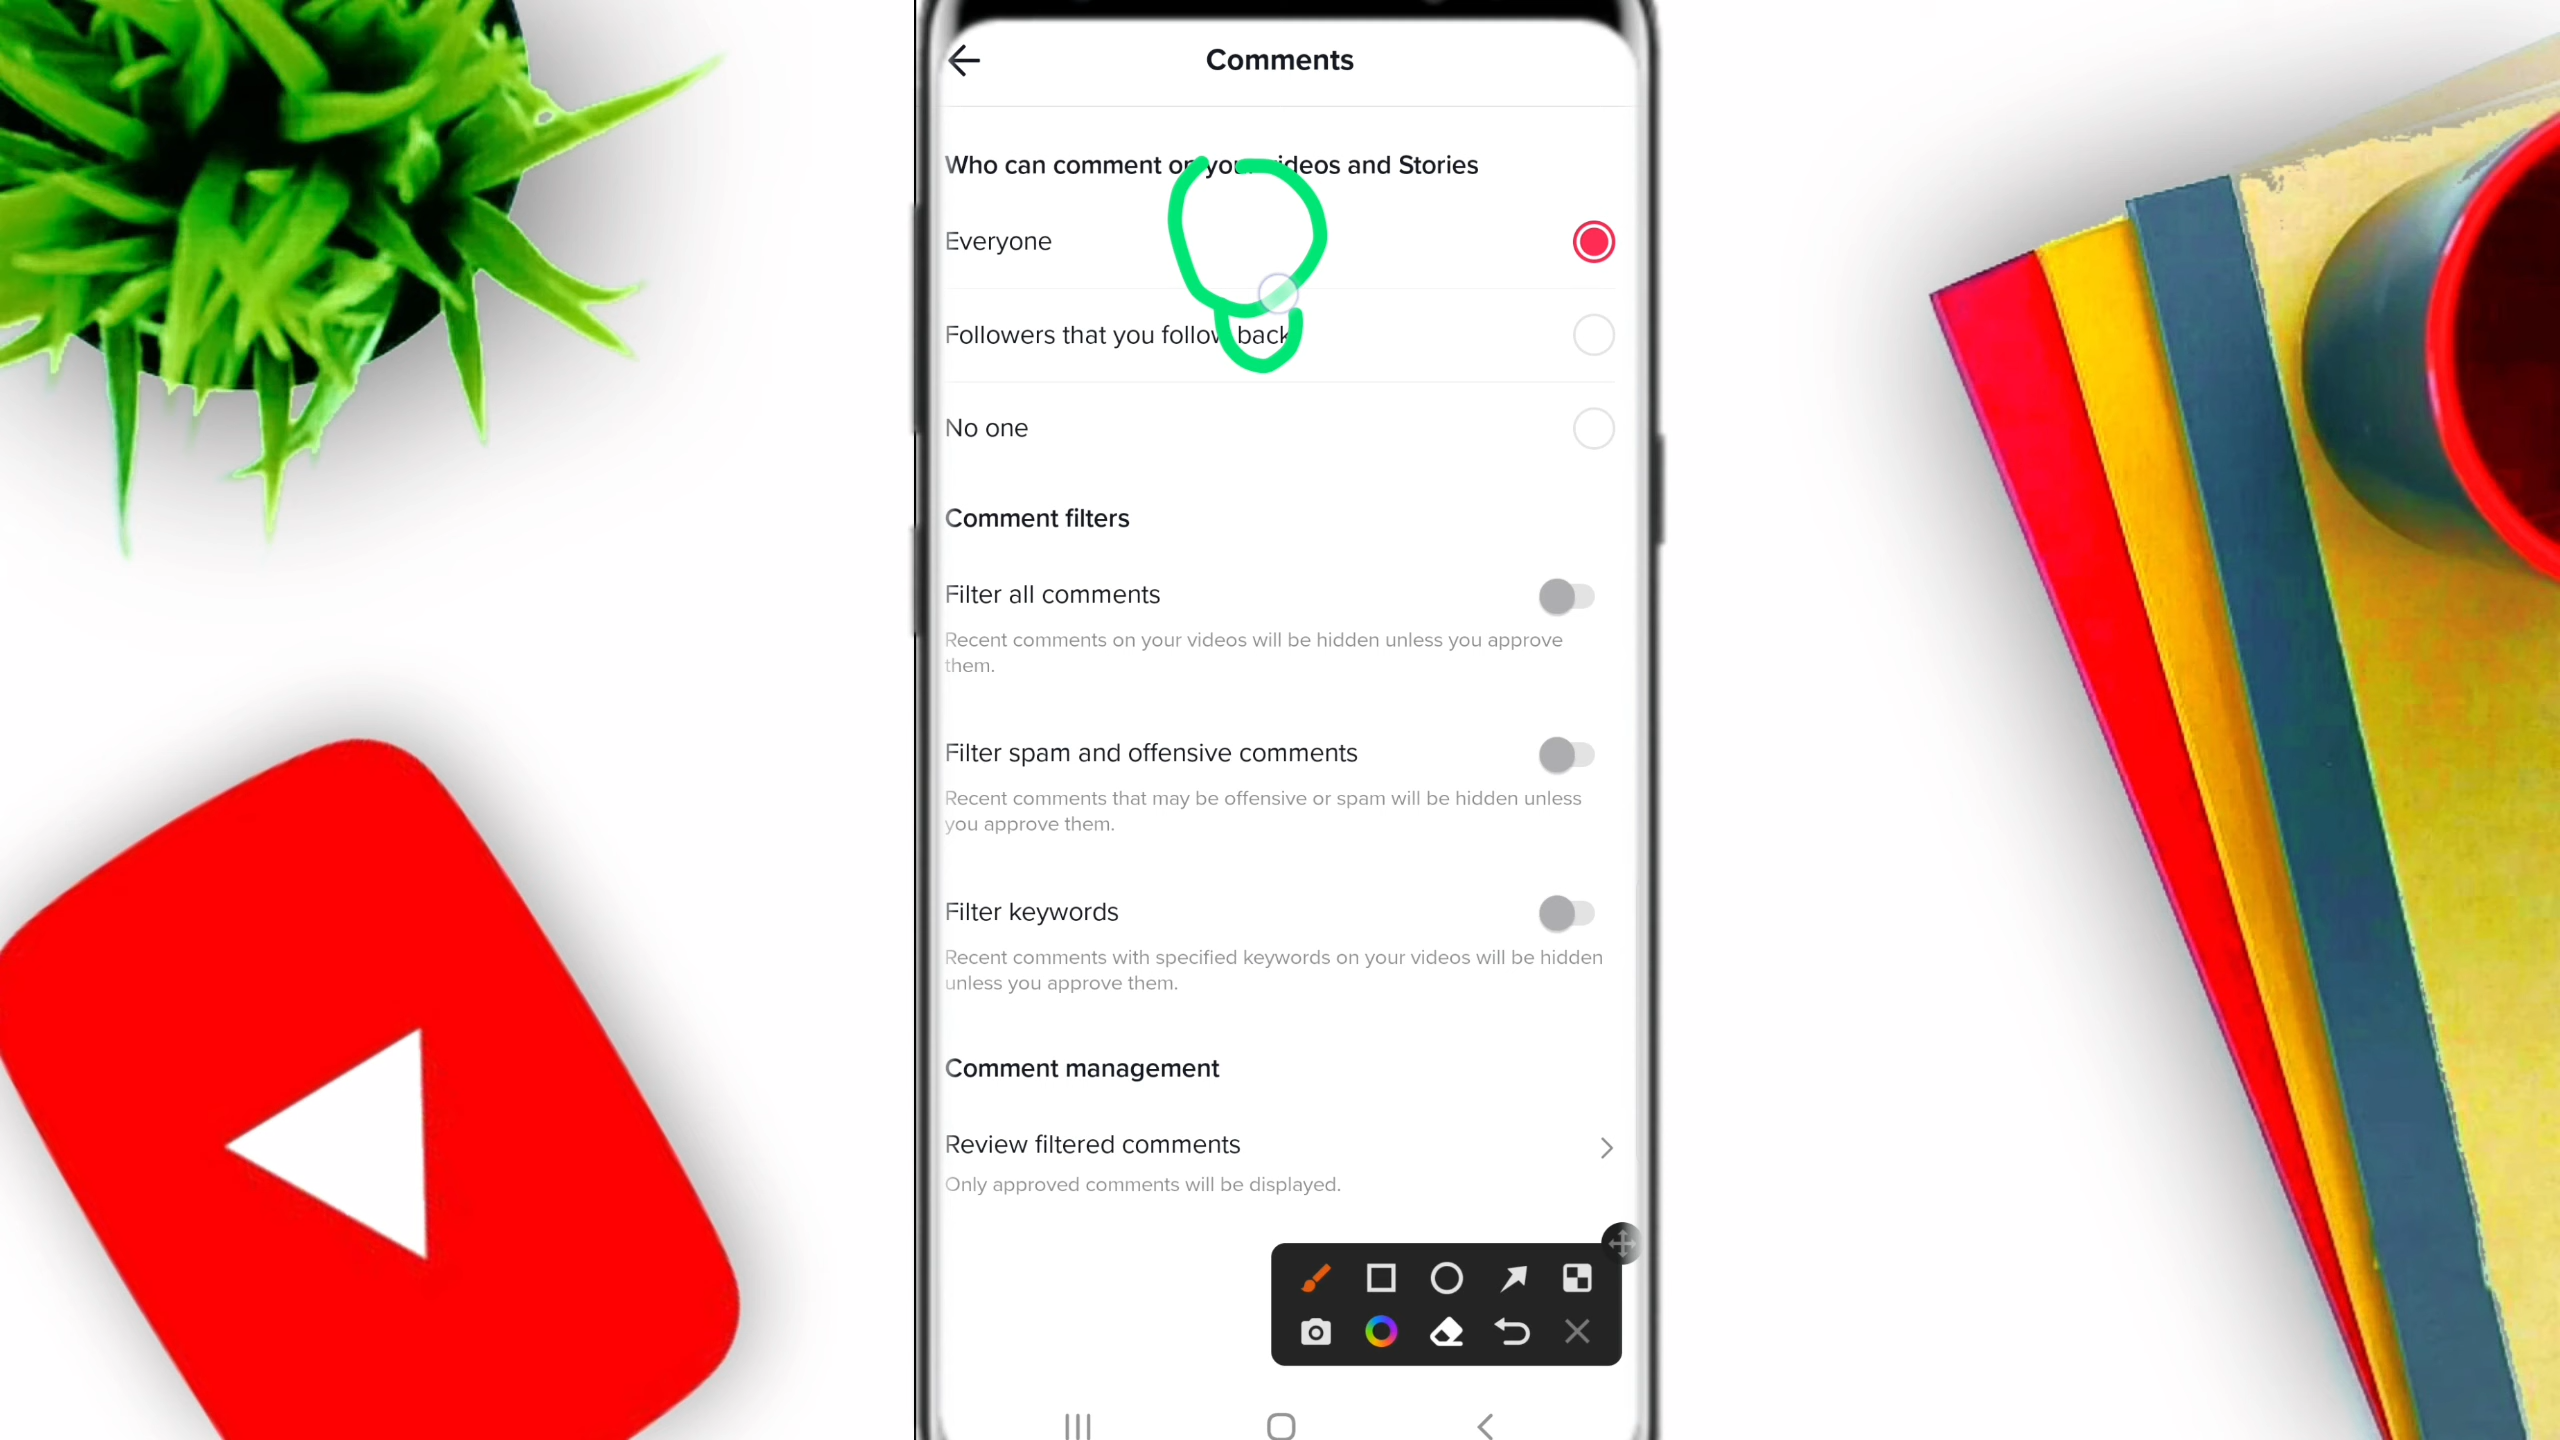 Comments
Who can comment on your videos and Stories
Everyone
Followers that you follow back
No one
Comment filters
Filter all comments
Recent comments on your videos will be hidden unless you approve
them.
Filter spam and offensive comments
Recent comments that may be offensive or spam will be hidden unless
you approve them.
Filter keywords
Recent comments with specified keywords on your videos will be hidden
unless you approve them.
Comment management
Review filtered comments
Only approved comments will be displayed.